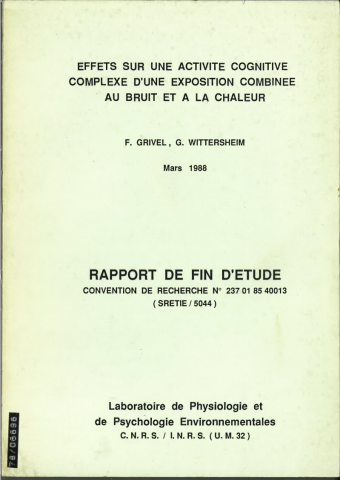 EFFETS SUR UNE ACTIVITE COGNITIVE
COMPLEXE D'UNE EXPOSITION COMBINEE
AU BRUIT ET A LA CHALEUR
F. GRIVEL, G. WITTERSHEIM
Mars 1988
RAPPORT DE FIN D'ETUDE
CONVENTION DE RECHERCHE N° 237 01 85 40013
( SRETIE / 5044 )
Laboratoire de Physiologie et
de Psychologie Environnementales
C. N. R. S. / I. N. R. S. ( U. M. 32 )